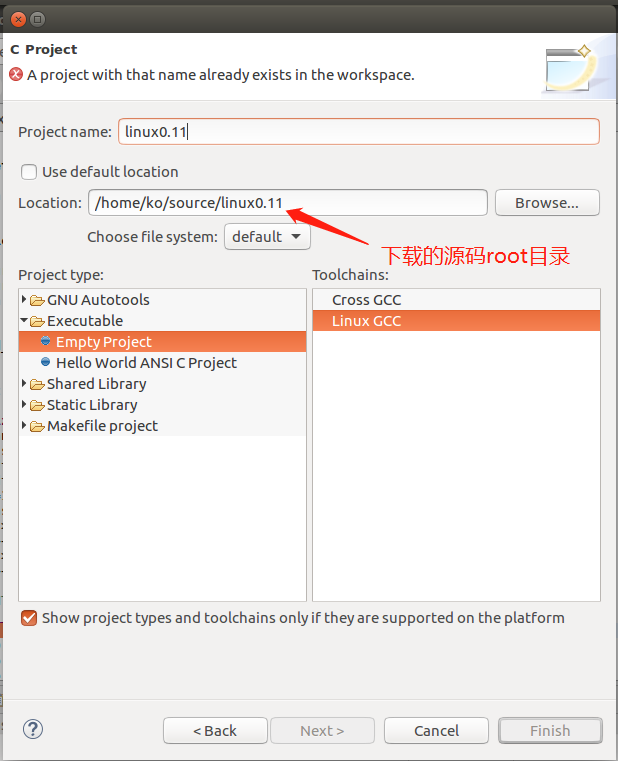 C Project
A project with that name already exists in the workspace.
Project name: linux0.11
Use default location
Location: /home/ko/source/linux0.11 Browse...
Choose file system: default
下载的源码root目录
Project type: Toolchains:
GNU Autotools Cross GCC
Executable Linux GCC
Empty Project
Hello World ANSI C Project
Shared Library
Static Library
Makefile project
Show project types and toolchains only if they are supported on the platform
? < Back Next > Cancel Finish